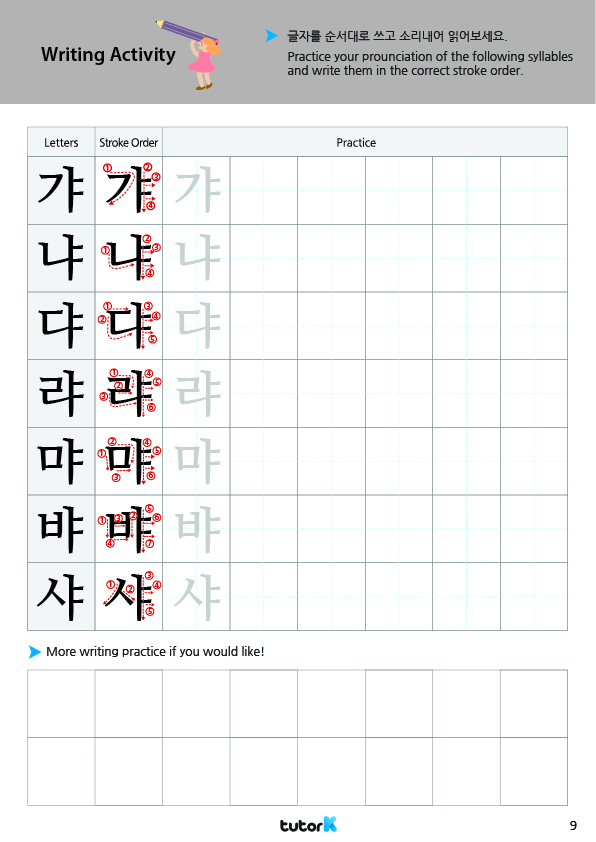 Writing Activity
글자를 순서대로 쓰고 소리내어 읽어보세요.
Practice your prounciation of the following syllables
and write them in the correct stroke order.
Letters Stroke Order Practice
갸 갸 ① ② ③ ④ 갸
냐 냐 ① ② ③ ④ 냐
댜 댜 ① ② ③ ④ ⑤ 댜
랴 랴 ① ② ③ ④ ⑤ ⑥ 랴
먀 먀 ① ② ③ ④ ⑤ ⑥ 먀
뱌 뱌 ① ② ③ ④ ⑤ ⑥ ⑦ 뱌
샤 샤 ① ② ③ ④ ⑤ 샤
More writing practice if you would like!
tutorK
9